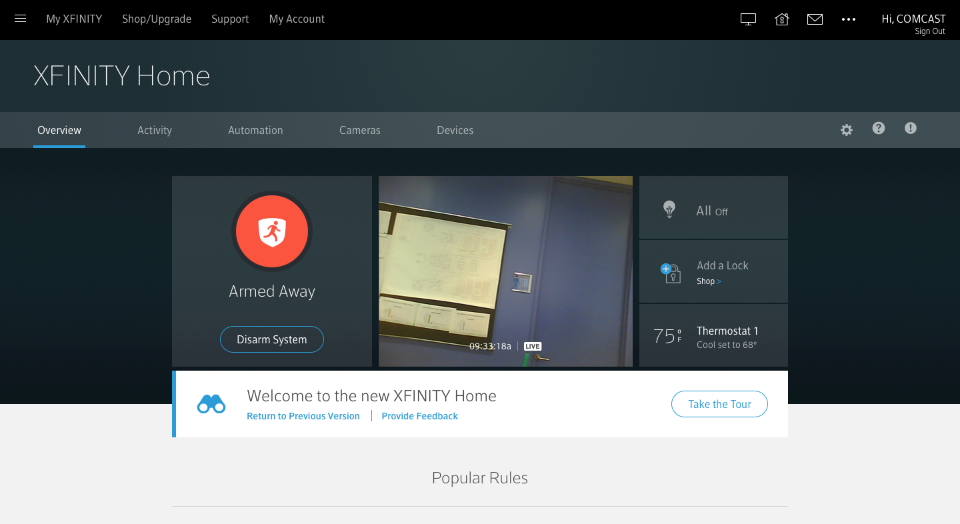 My XFINITY Shop/Upgrade Support My Account Hi, COMCAST
Sign Out
XFINITY Home
Overview Activity Automation Cameras Devices
Armed Away
Disarm System
09:33:18a | LIVE
All Off
Add a Lock
Shop >
75° F
Thermostat 1
Cool set to 68°
Welcome to the new XFINITY Home
Return to Previous Version | Provide Feedback
Take the Tour
Popular Rules